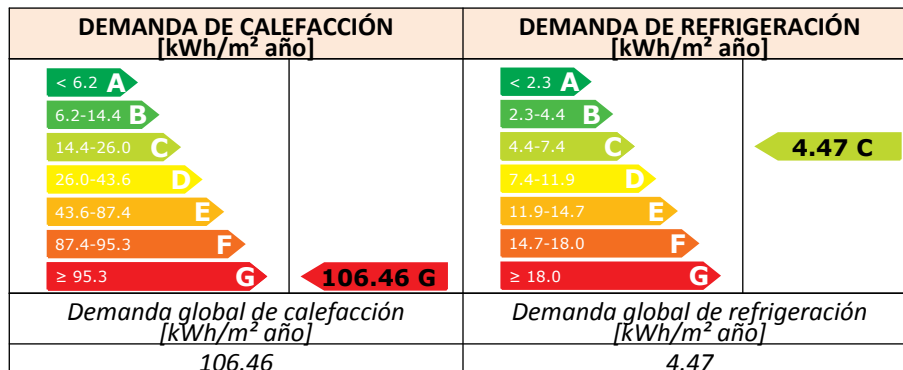 DEMANDA DE CALEFACCIÓN
[kWh/m² año]
< 6.2 A
6.2-14.4 B
14.4-26.0 C
26.0-43.6 D
43.6-87.4 E
87.4-95.3 F
≥ 95.3 G
106.46 G
Demanda global de calefacción
[kWh/m² año]
106.46
DEMANDA DE REFRIGERACIÓN
[kWh/m² año]
< 2.3 A
2.3-4.4 B
4.4-7.4 C
7.4-11.9 D
11.9-14.7 E
14.7-18.0 F
≥ 18.0 G
4.47 C
Demanda global de refrigeración
[kWh/m² año]
4.47